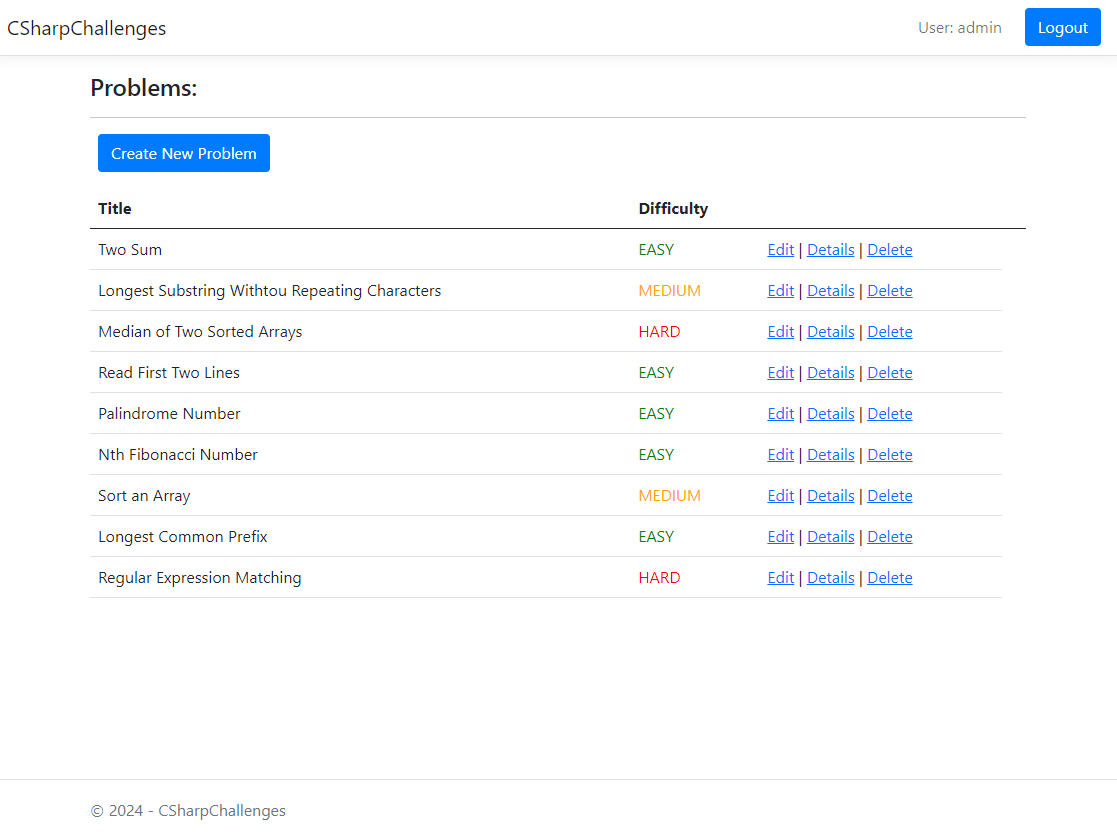 CSharpChallenges User: admin Logout
Problems:
Create New Problem
Title Difficulty
Two Sum EASY Edit | Details | Delete
Longest Substring Withtou Repeating Characters MEDIUM Edit | Details | Delete
Median of Two Sorted Arrays HARD Edit | Details | Delete
Read First Two Lines EASY Edit | Details | Delete
Palindrome Number EASY Edit | Details | Delete
Nth Fibonacci Number EASY Edit | Details | Delete
Sort an Array MEDIUM Edit | Details | Delete
Longest Common Prefix EASY Edit | Details | Delete
Regular Expression Matching HARD Edit | Details | Delete
© 2024 - CSharpChallenges